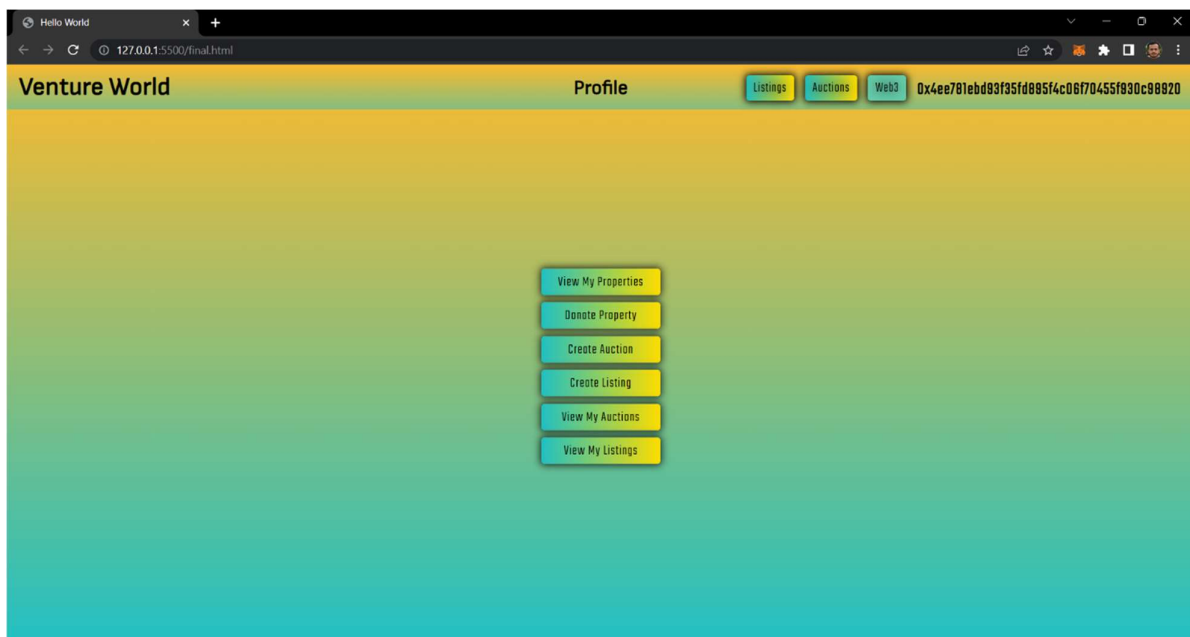 Hello World
127.0.0.1:5500/final.html
Venture World
Profile
Listings
Auctions
Web3
0x4ee781ebd93f35fd895f4c06f70455f930c98920
View My Properties
Donate Property
Create Auction
Create Listing
View My Auctions
View My Listings